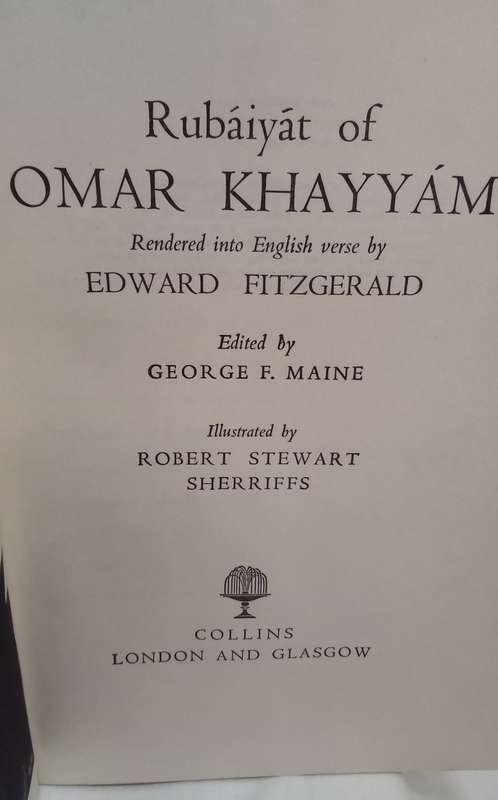 Rubáiyát of
OMAR KHAYYÁM
Rendered into English verse by
EDWARD FITZGERALD
Edited by
GEORGE F. MAINE
Illustrated by
ROBERT STEWART
SHERRIFFS
COLLINS
LONDON AND GLASGOW